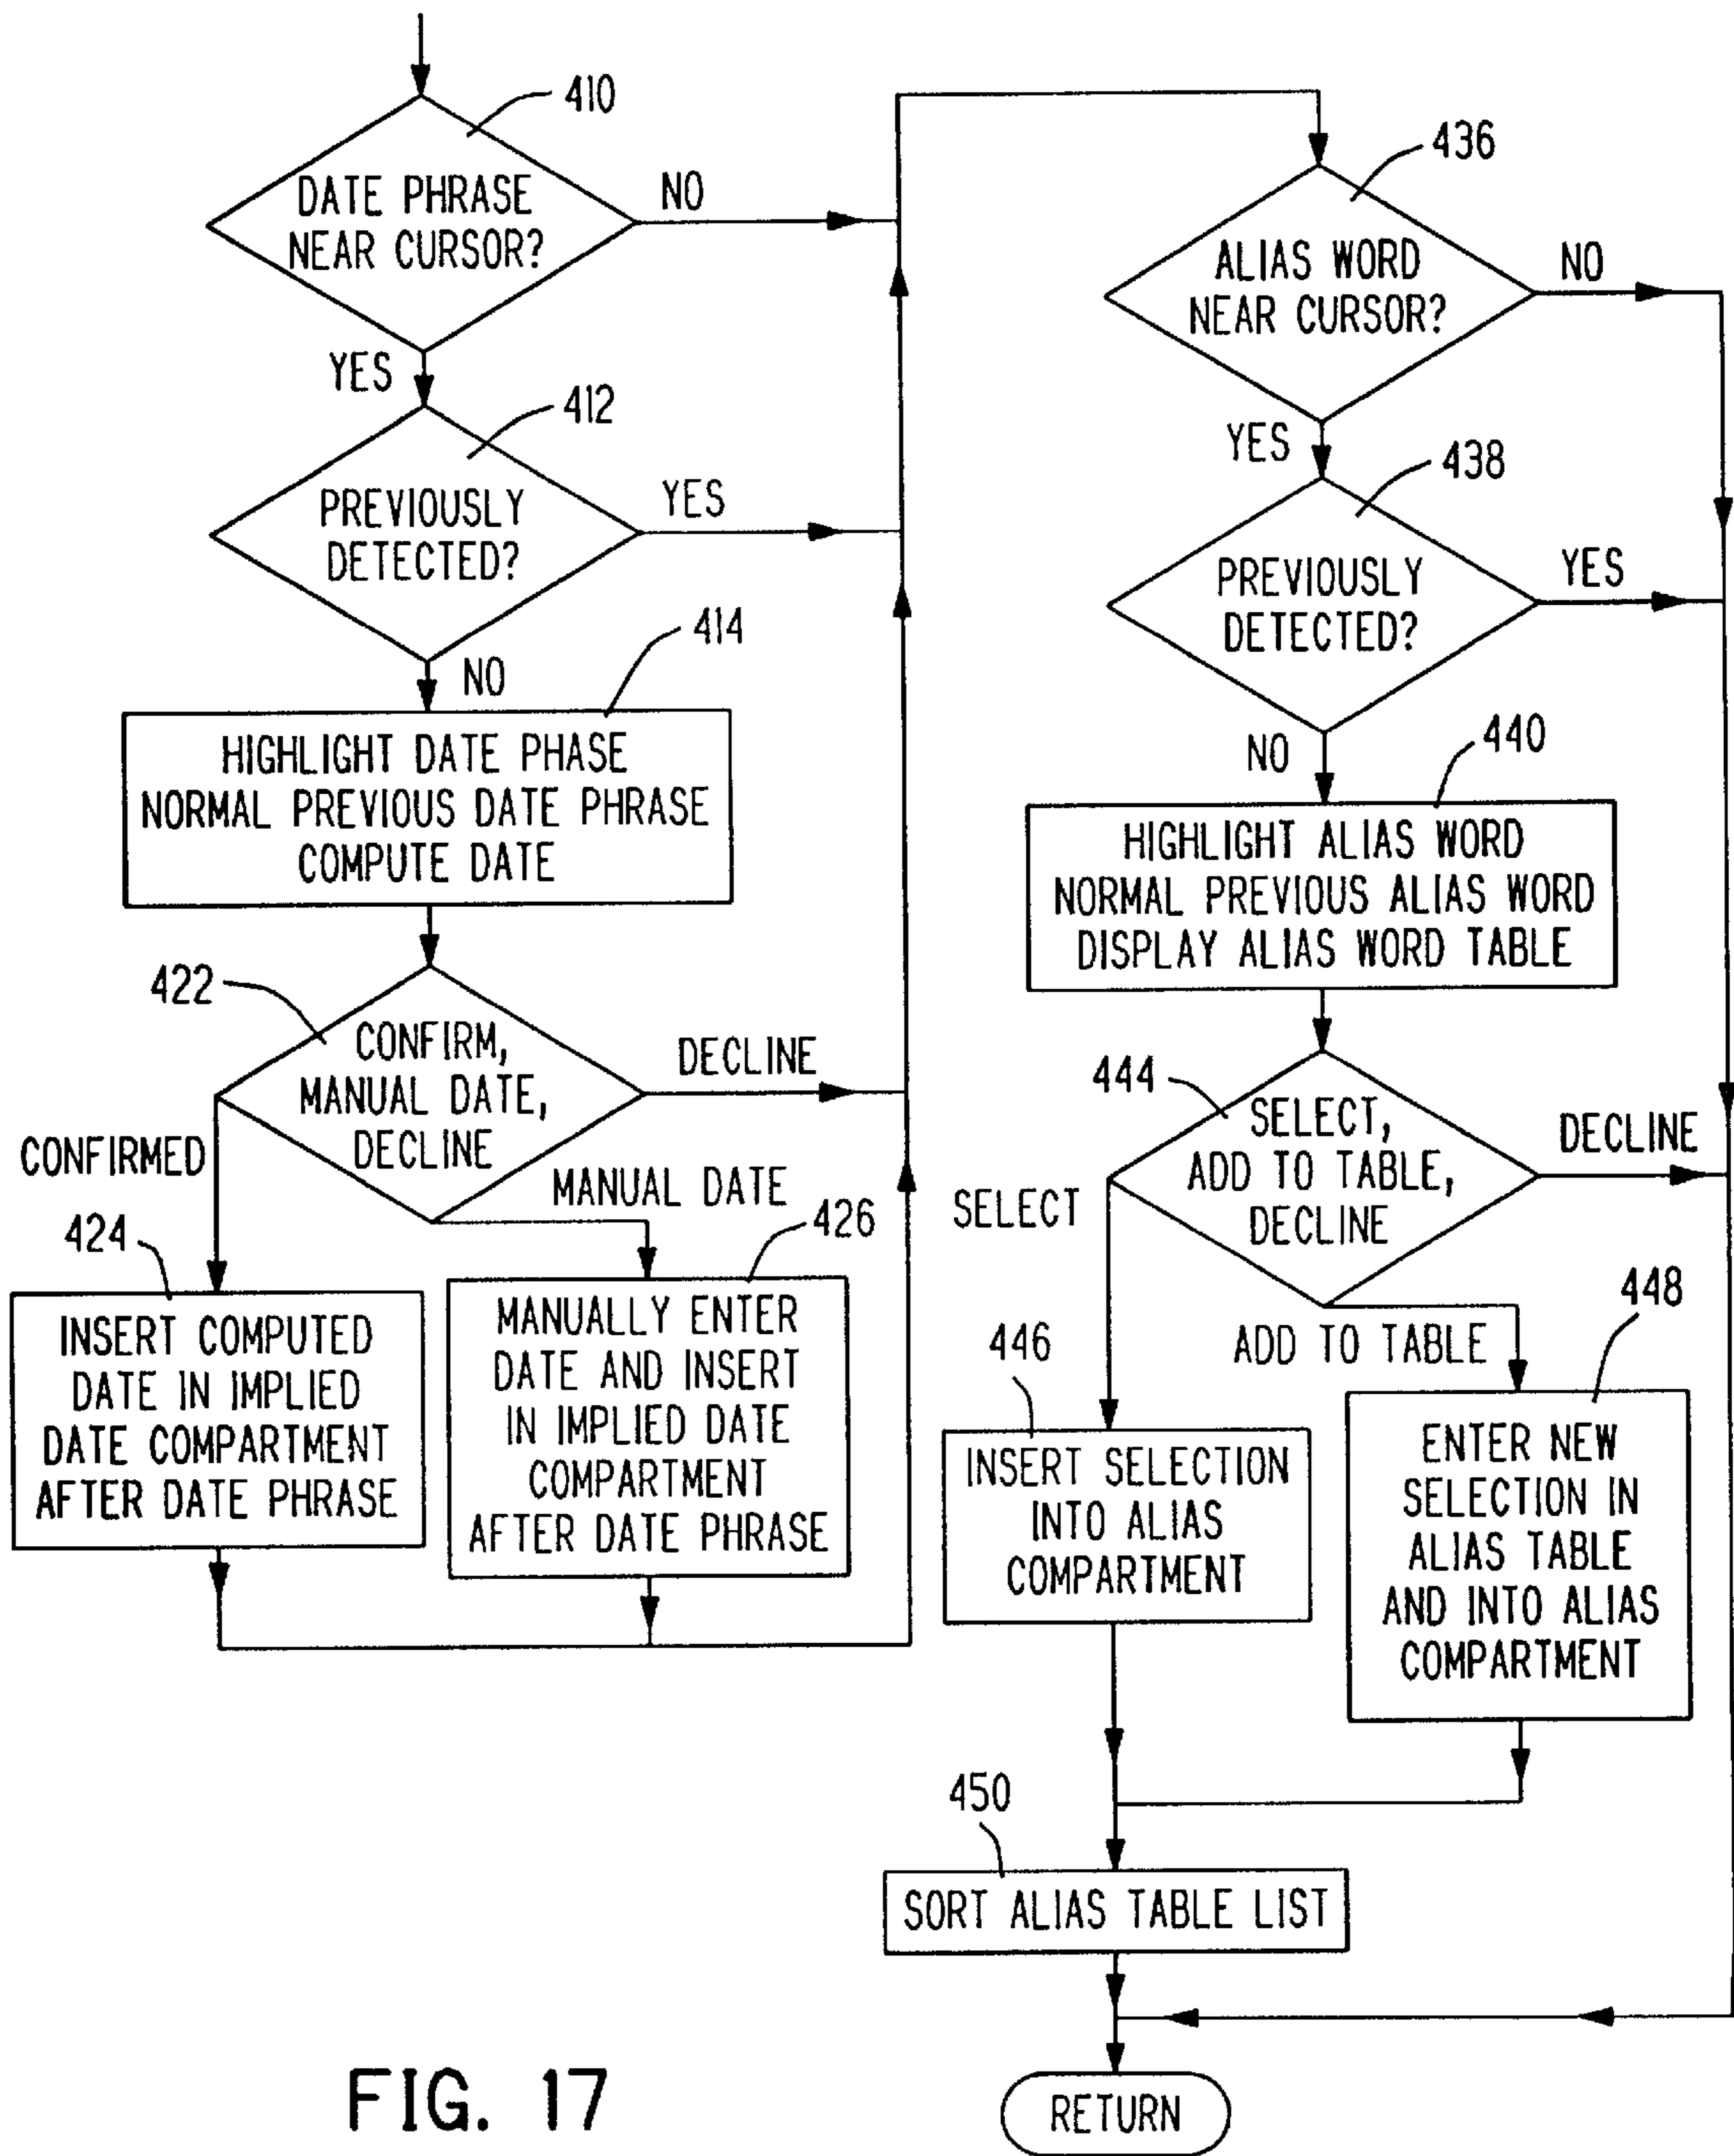 410
DATE PHRASE
NEAR CURSOR?
NO
YES
412
PREVIOUSLY
DETECTED?
YES
NO
414
HIGHLIGHT DATE PHASE
NORMAL PREVIOUS DATE PHRASE
COMPUTE DATE
422
CONFIRM,
MANUAL DATE,
DECLINE
DECLINE
CONFIRMED
MANUAL DATE
424
INSERT COMPUTED
DATE IN IMPLIED
DATE COMPARTMENT
AFTER DATE PHRASE
426
MANUALLY ENTER
DATE AND INSERT
IN IMPLIED DATE
COMPARTMENT
AFTER DATE PHRASE
436
ALIAS WORD
NEAR CURSOR?
NO
YES
438
PREVIOUSLY
DETECTED?
YES
NO
440
HIGHLIGHT ALIAS WORD
NORMAL PREVIOUS ALIAS WORD
DISPLAY ALIAS WORD TABLE
444
SELECT,
ADD TO TABLE,
DECLINE
DECLINE
SELECT
ADD TO TABLE
446
INSERT SELECTION
INTO ALIAS
COMPARTMENT
448
ENTER NEW
SELECTION IN
ALIAS TABLE
AND INTO ALIAS
COMPARTMENT
450
SORT ALIAS TABLE LIST
RETURN
FIG. 17